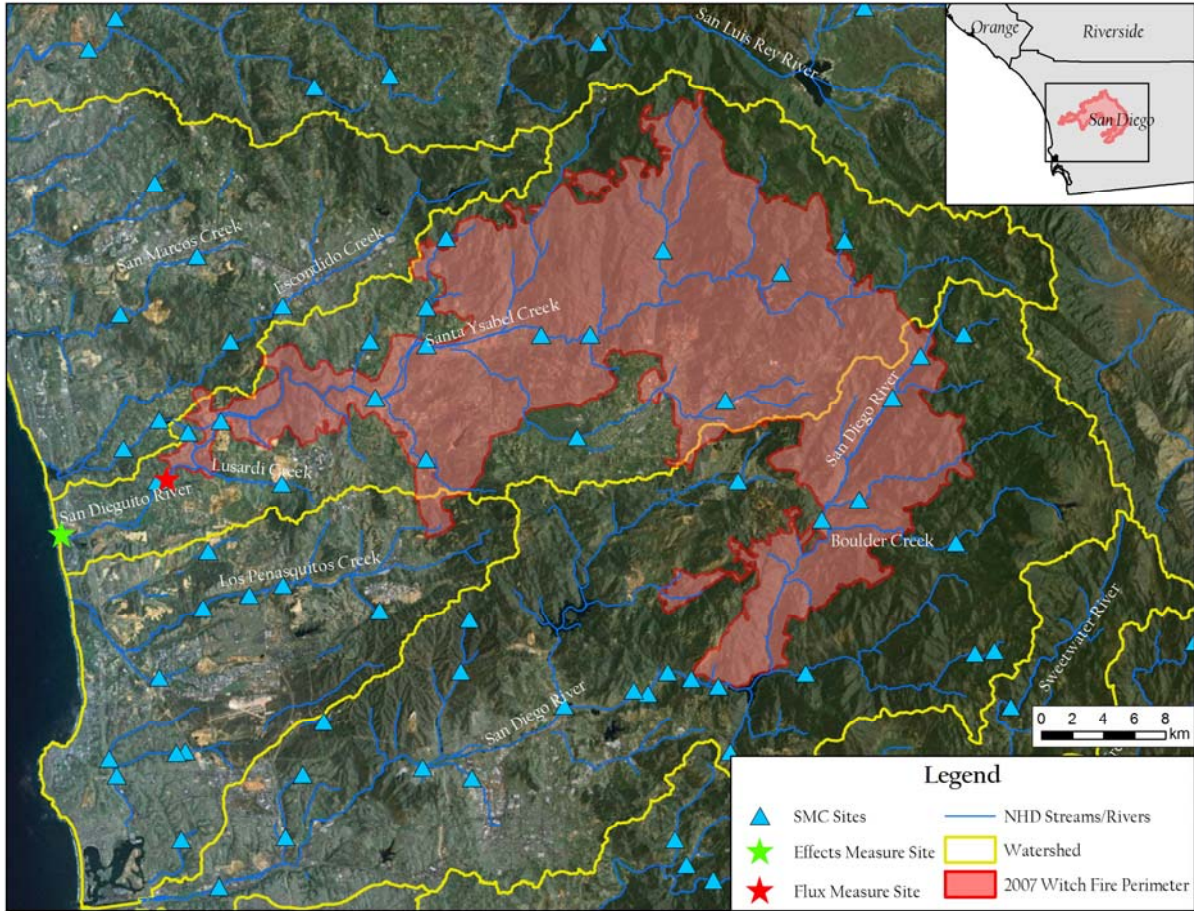 San Luis Rey River
Orange
Riverside
San Diego
San Marcos Creek
Escondido Creek
Santa Ysabel Creek
San Diego River
Lusardi Creek
San Dieguito River
Boulder Creek
Los Penasquitos Creek
Sweetwater River
San Diego River
0 2 4 6 8
km
Legend
SMC Sites
NHD Streams/Rivers
Effects Measure Site
Watershed
Flux Measure Site
2007 Witch Fire Perimeter